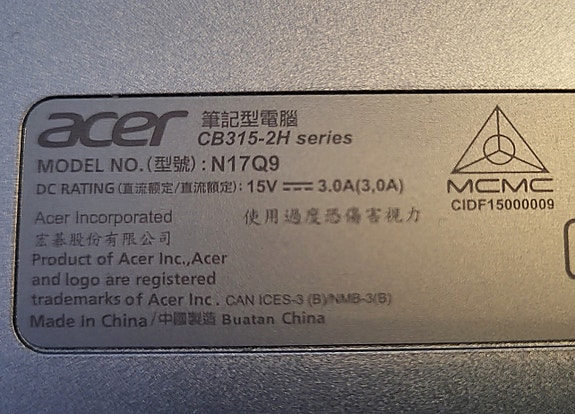 acer 筆記型電腦
CB315-2H series
MODEL NO.(型號):N17Q9
DC RATING(直流额定/直流額定): 15V ⎓ 3.0A(3,0A)
MCMC
CIDF15000009
Acer Incorporated 使用過度恐傷害視力
宏碁股份有限公司
Product of Acer Inc.,Acer
and logo are registered
trademarks of Acer Inc. CAN ICES-3 (B)/NMB-3(B)
Made In China/中國製造 Buatan China